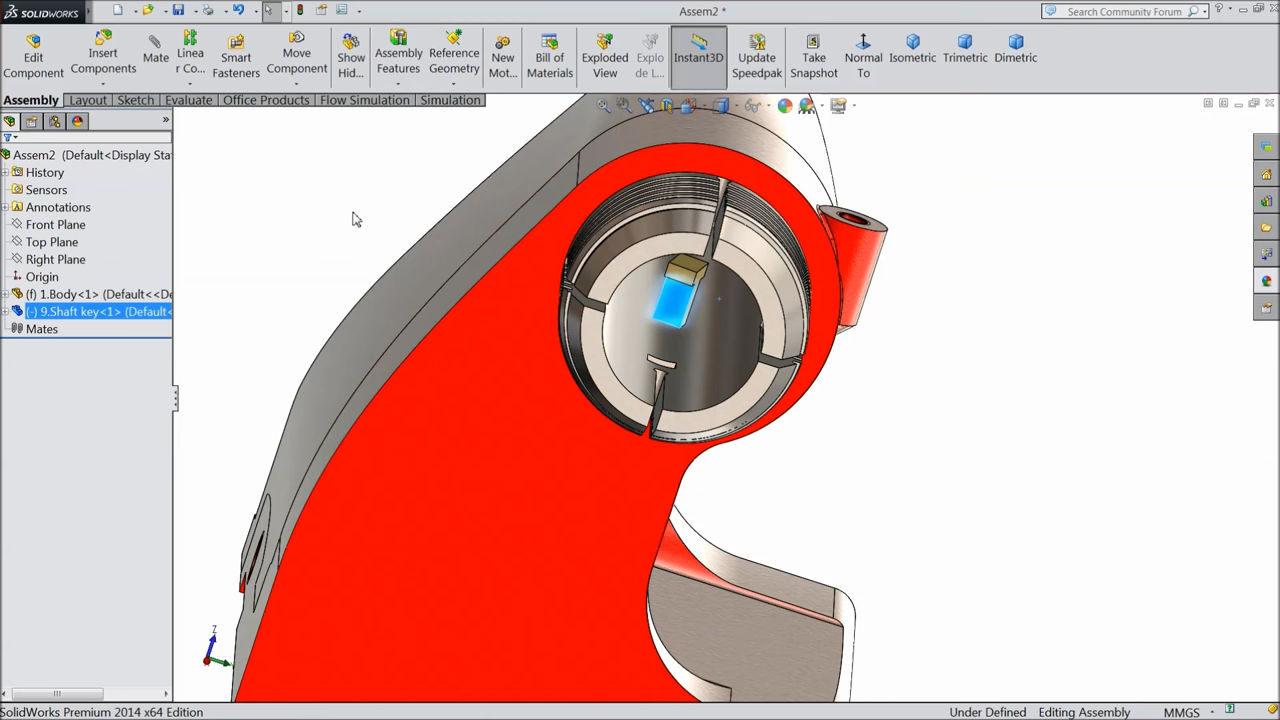 SOLIDWORKS
Assem2 *
Search Community Forum
Edit Component
Insert Components
Mate
Linea r Co...
Smart Fasteners
Move Component
Show Hid...
Assembly Features
Reference Geometry
New Mot...
Bill of Materials
Exploded View
Explo de L...
Instant3D
Update Speedpak
Take Snapshot
Normal To
Isometric
Trimetric
Dimetric
Assembly
Layout
Sketch
Evaluate
Office Products
Flow Simulation
Simulation
Assem2 (Default<Display Sta
History
Sensors
Annotations
Front Plane
Top Plane
Right Plane
Origin
(f) 1.Body<1> (Default<<De
(-) 9.Shaft key<1> (Default<
Mates
Z
SolidWorks Premium 2014 x64 Edition
Under Defined
Editing Assembly
MMGS